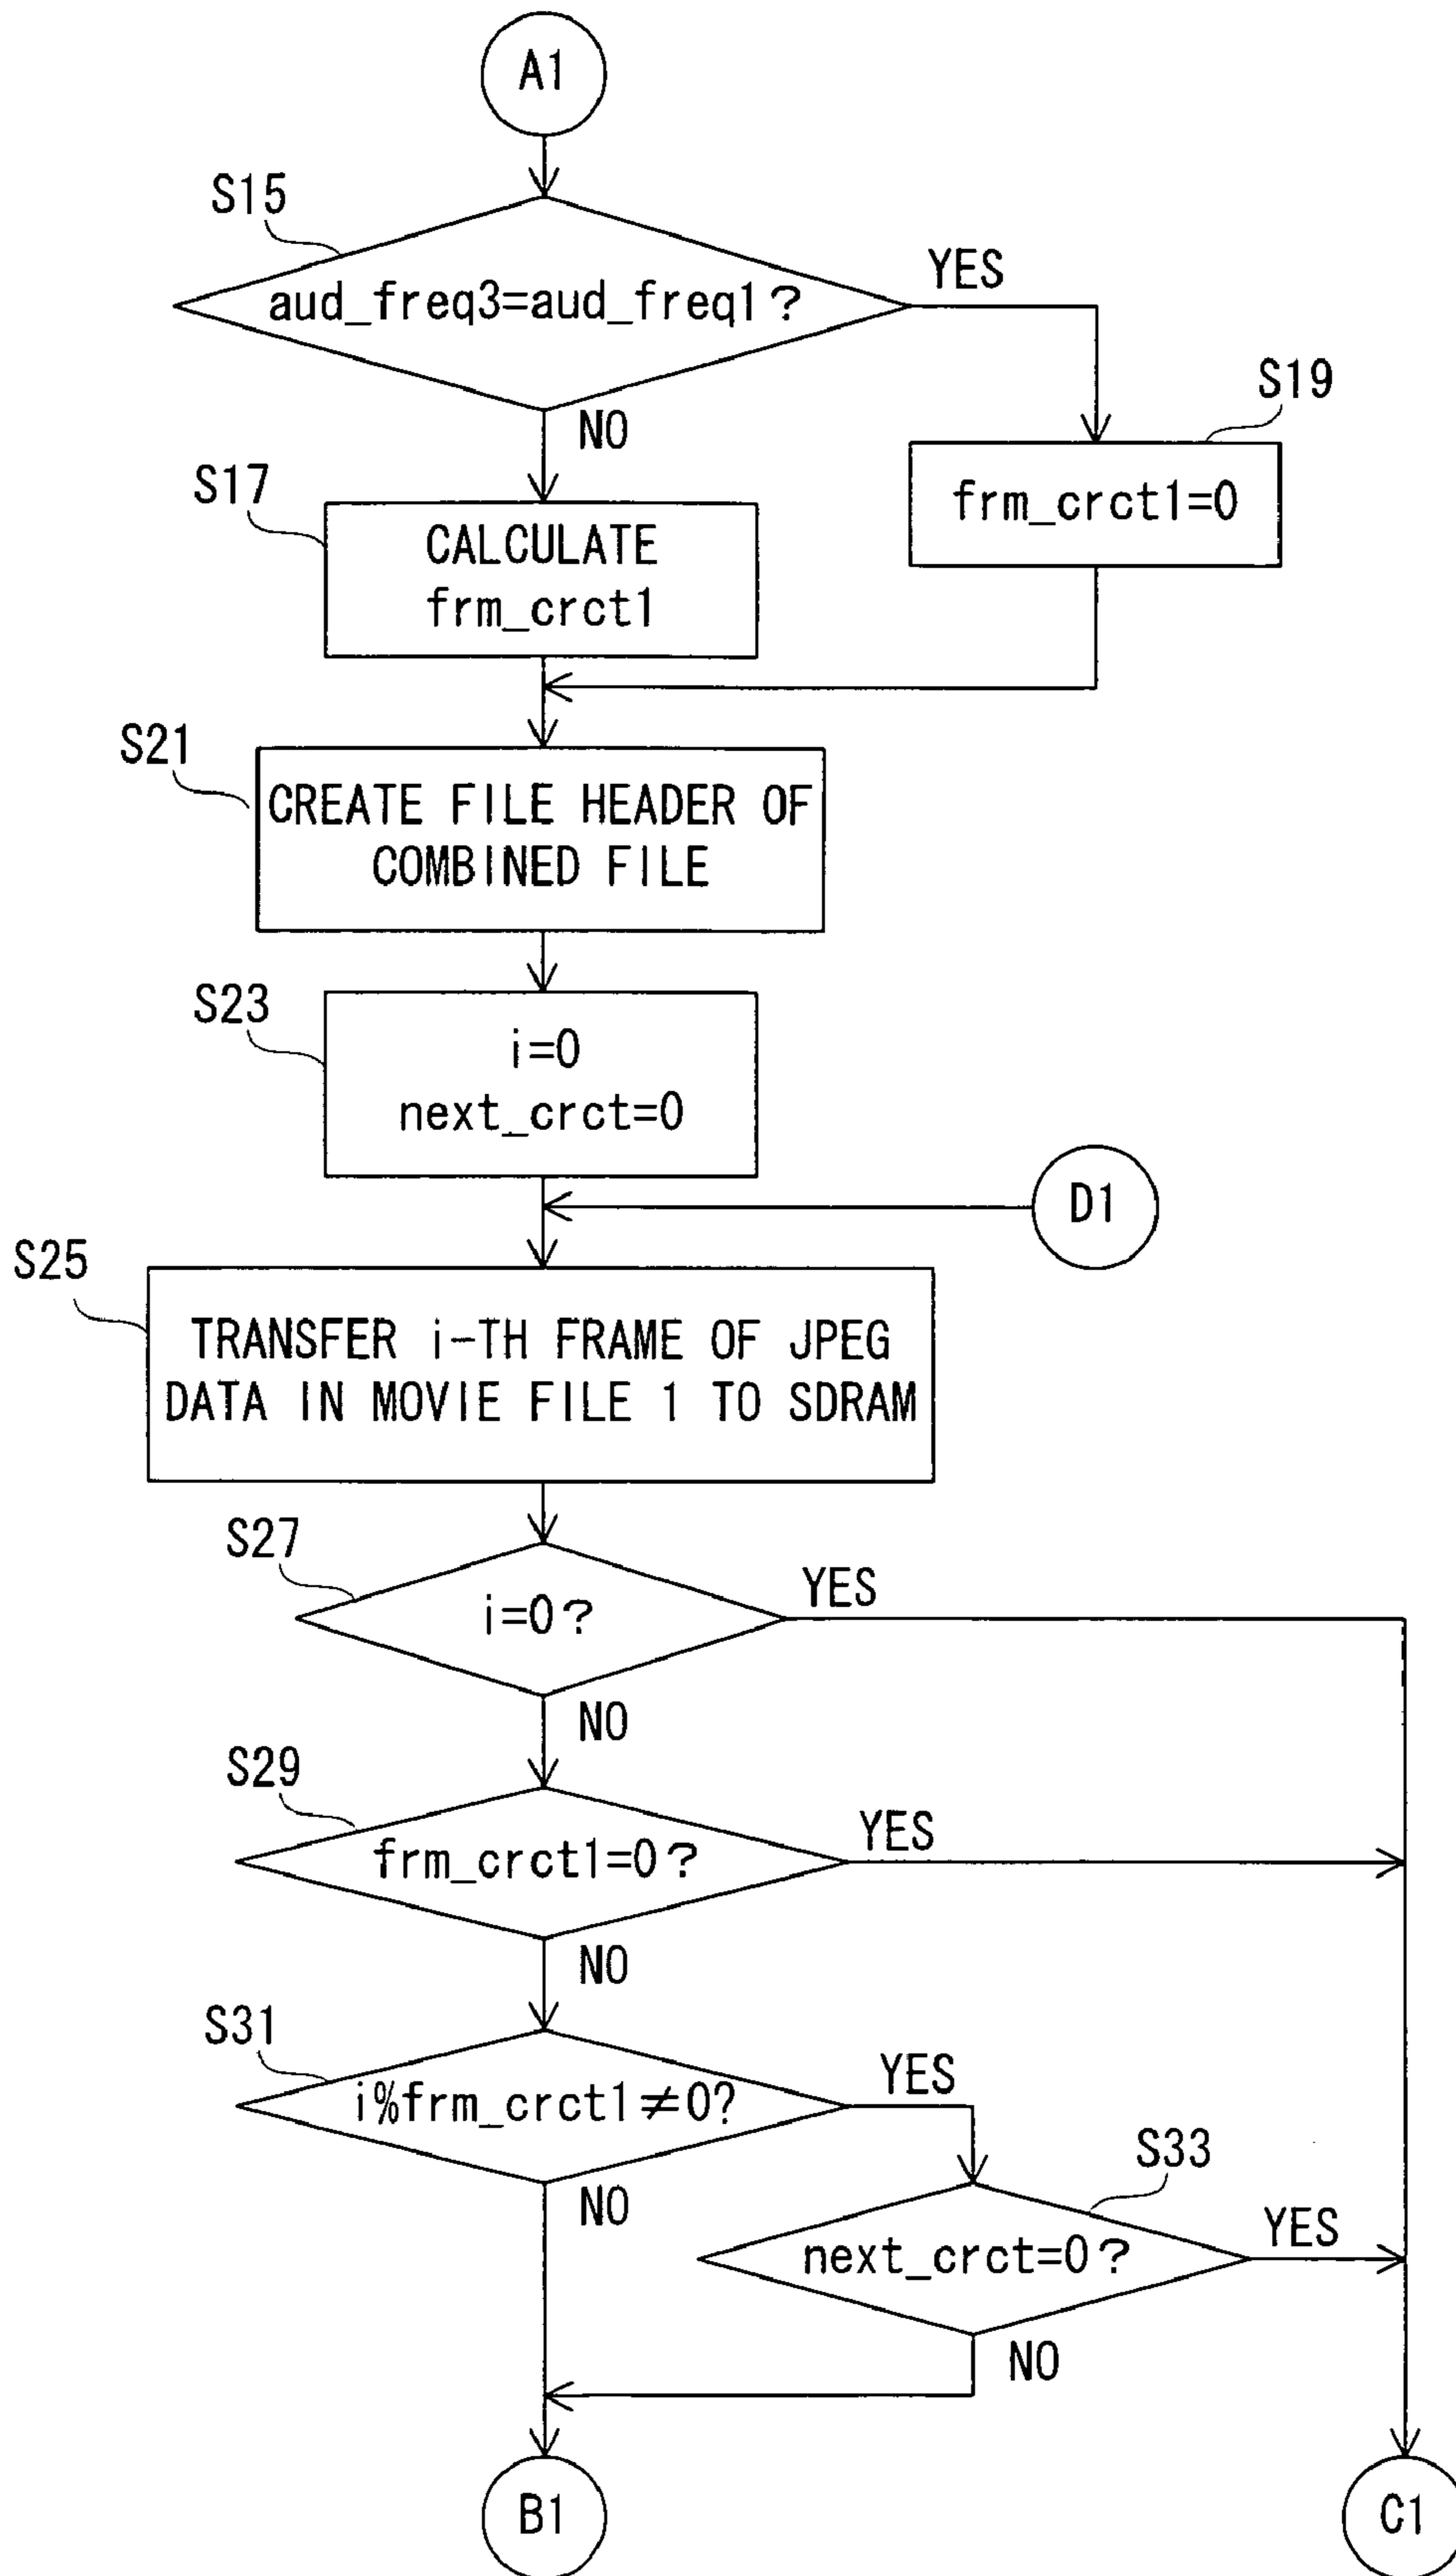 A1
S15
aud_freq3=aud_freq1?
YES
NO
S19
frm_crct1=0
S17
CALCULATE
frm_crct1
S21
CREATE FILE HEADER OF
COMBINED FILE
S23
i=0
next_crct=0
D1
S25
TRANSFER i-TH FRAME OF JPEG
DATA IN MOVIE FILE 1 TO SDRAM
S27
i=0?
YES
NO
S29
frm_crct1=0?
YES
NO
S31
i%frm_crct1≠0?
YES
NO
S33
next_crct=0?
YES
NO
B1
C1